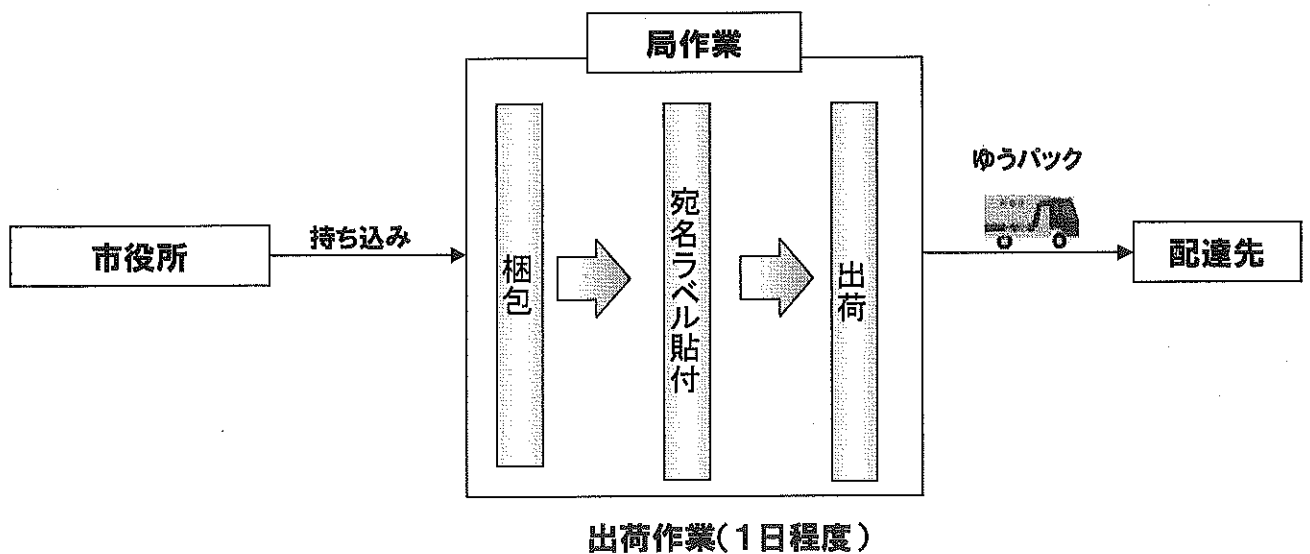 局作業
市役所
持ち込み
梱包
宛名ラベル貼付
出荷
ゆうパック
配達先
出荷作業(1日程度)